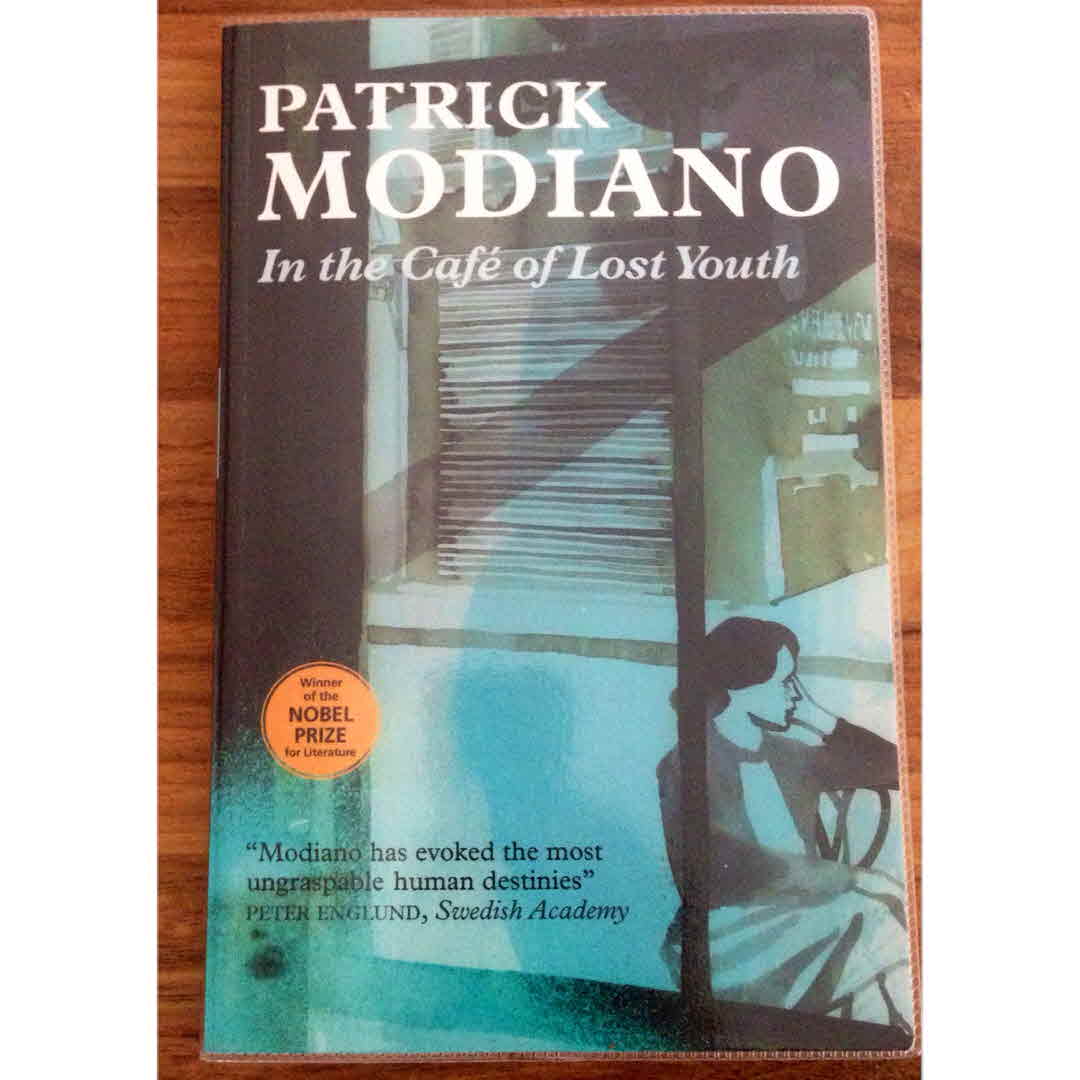 PATRICK
MODIANO
In the Café of Lost Youth
Winner
of the
NOBEL
PRIZE
for Literature
“Modiano has evoked the most
ungraspable human destinies”
PETER ENGLUND, Swedish Academy